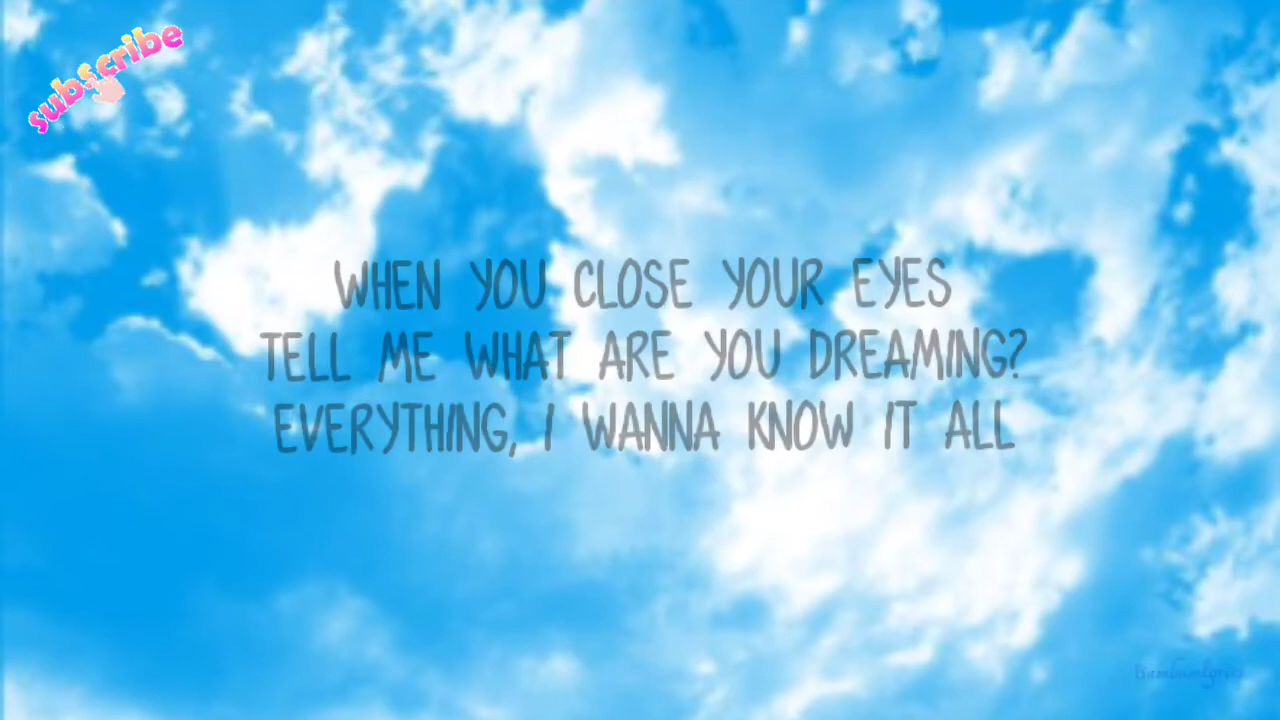 subscribe
WHEN YOU CLOSE YOUR EYES
TELL ME WHAT ARE YOU DREAMING?
EVERYTHING, I WANNA KNOW IT ALL